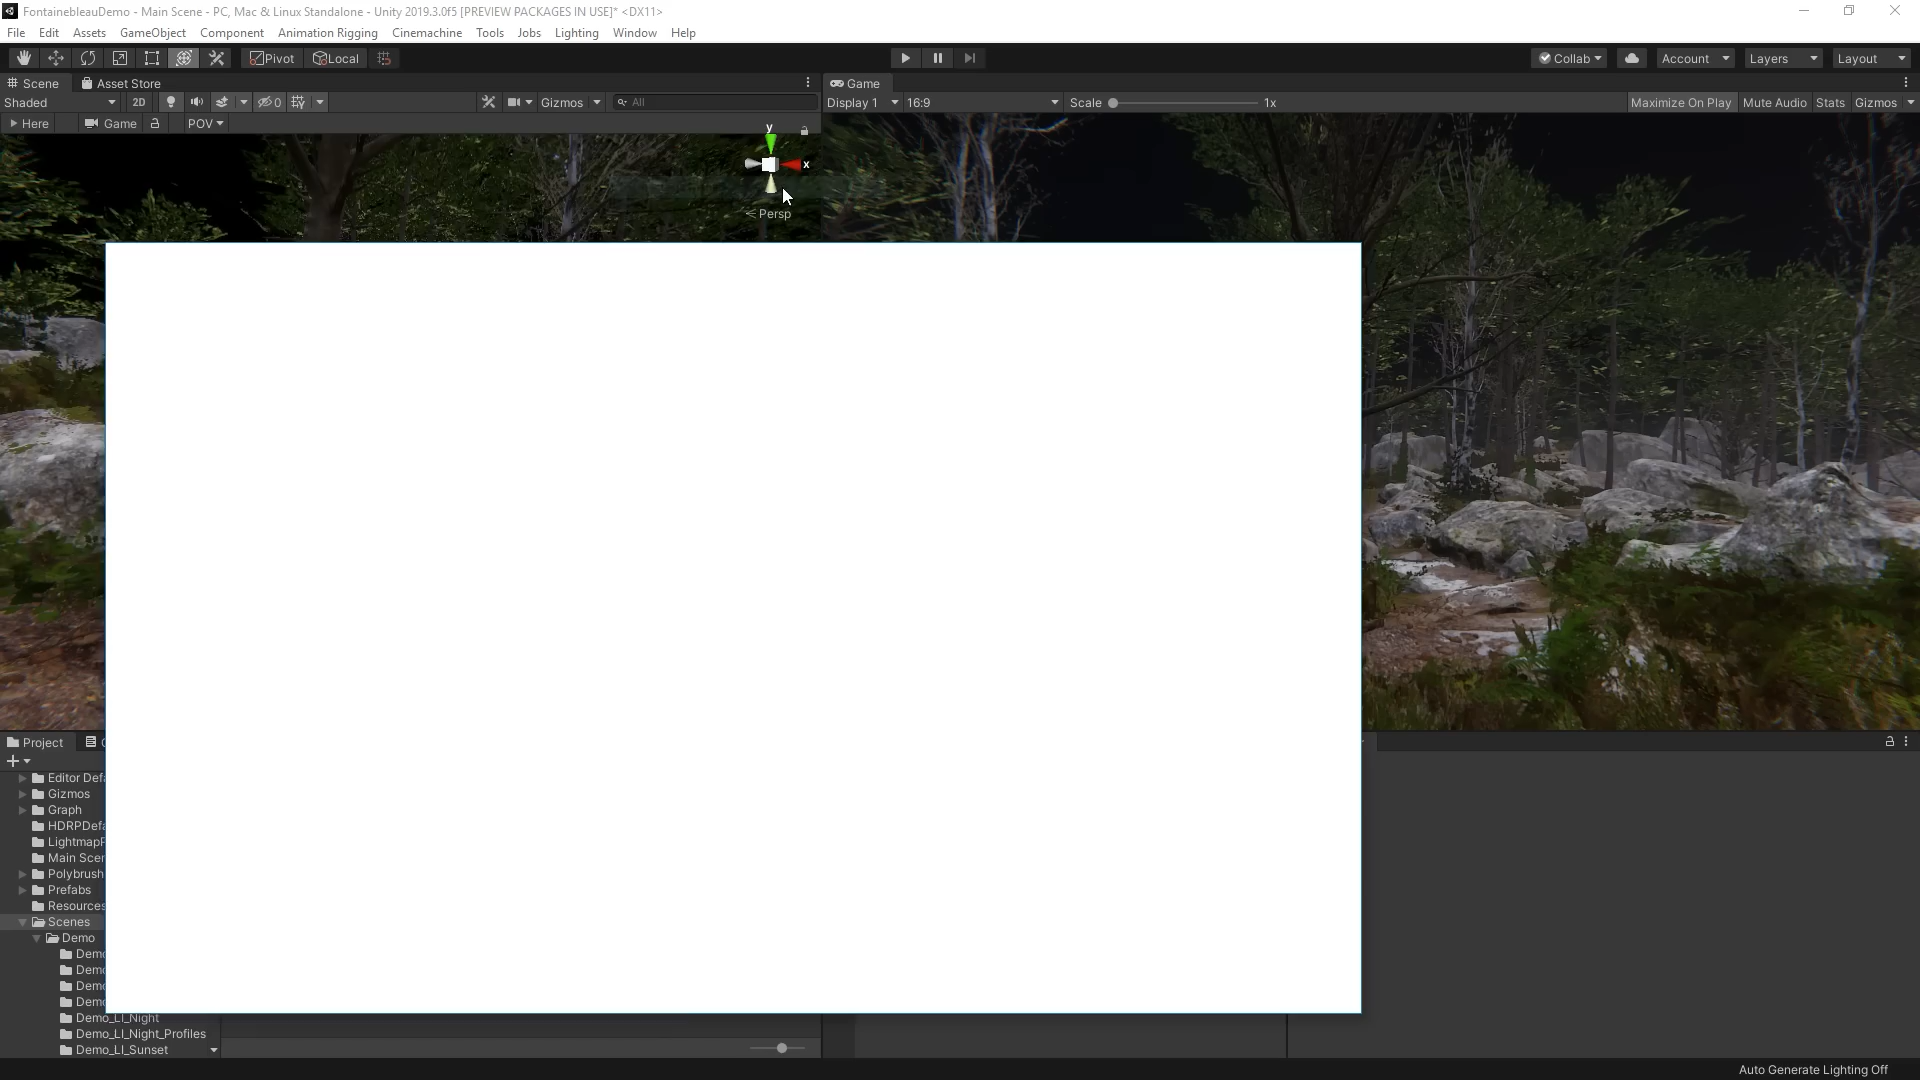 FontainebleauDemo - Main Scene - PC, Mac & Linux Standalone - Unity 2019.3.0f5 [PREVIEW PACKAGES IN USE]* <DX11>
File Edit Assets GameObject Component Animation Rigging Cinemachine Tools Jobs Lighting Window Help
Pivot Local Collab Account Layers Layout
Scene Asset Store Game
Shaded 2D 0 Gizmos All Display 1 16:9 Scale 1x Maximize On Play Mute Audio Stats Gizmos
Here Game POV
y
x
< Persp
Project
Editor Defa
Gizmos
Graph
HDRPDefa
LightmapP
Main Scen
Polybrush
Prefabs
Resources
Scenes
Demo
Demo
Demo
Demo
Demo
Demo_LI_Night
Demo_LI_Night_Profiles
Demo_LI_Sunset
Auto Generate Lighting Off